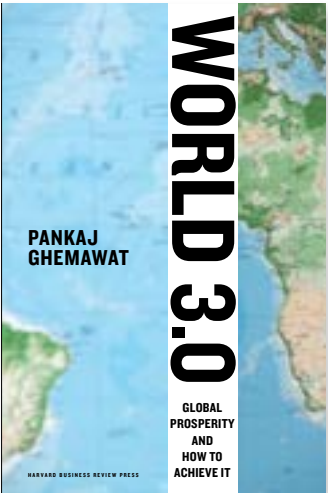 WORLD 3.0
PANKAJ
GHEMAWAT
GLOBAL
PROSPERITY
AND
HOW TO
ACHIEVE IT
HARVARD BUSINESS REVIEW PRESS